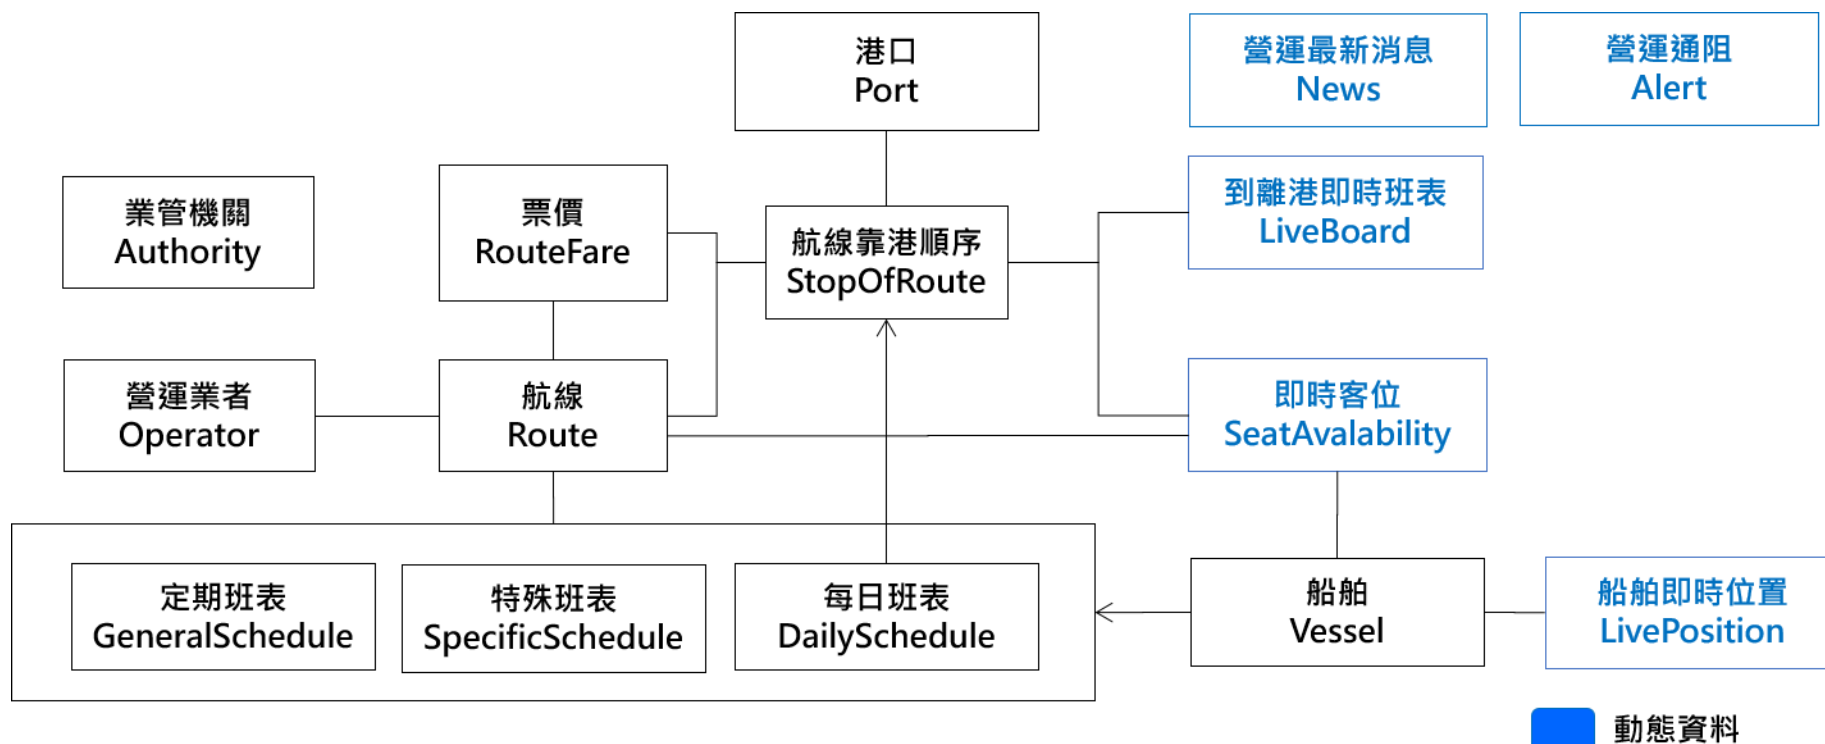 港口
Port
營運最新消息
News
營運通阻
Alert
業管機關
Authority
票價
RouteFare
航線靠港順序
StopOfRoute
到離港即時班表
LiveBoard
營運業者
Operator
航線
Route
即時客位
SeatAvalability
定期班表
GeneralSchedule
特殊班表
SpecificSchedule
每日班表
DailySchedule
船舶
Vessel
船舶即時位置
LivePosition
動態資料